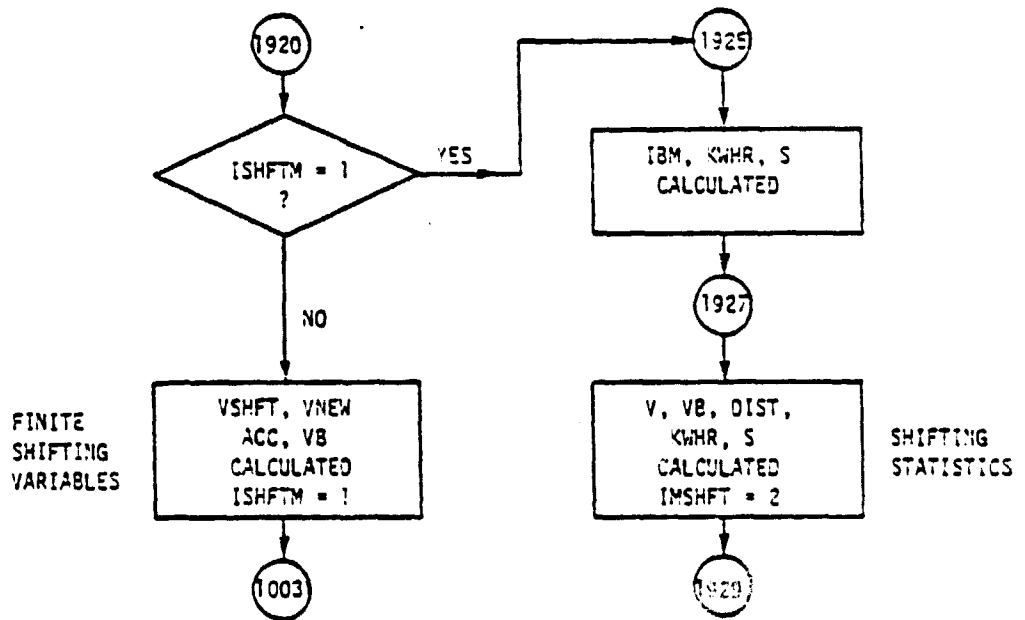 1920
ISHFTM = 1
?
YES
NO
FINITE
SHIFTING
VARIABLES
VSHFT, VNEW
ACC, VB
CALCULATED
ISHFTM = 1
1003
1925
IBM, KWHR, S
CALCULATED
1927
V, VB, DIST,
KWHR, S
CALCULATED
IMSHFT = 2
SHIFTING
STATISTICS